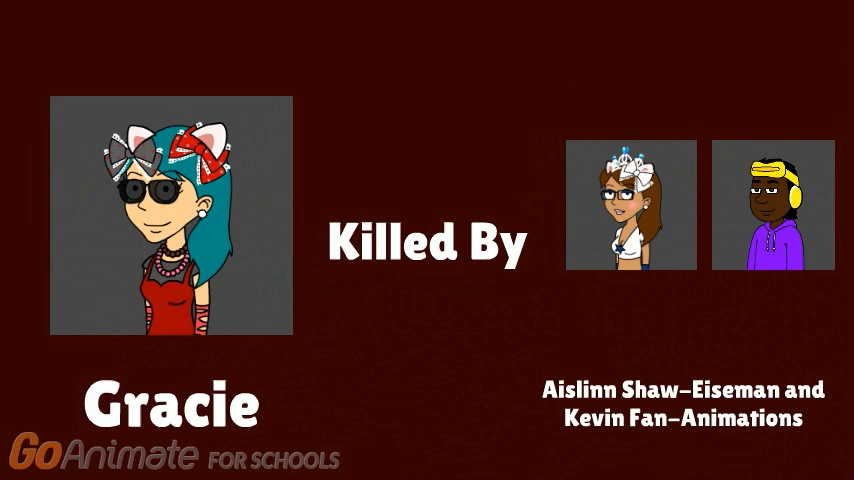 Killed By
Gracie
Aislinn Shaw-Eiseman and
Kevin Fan-Animations
GoAnimate FOR SCHOOLS